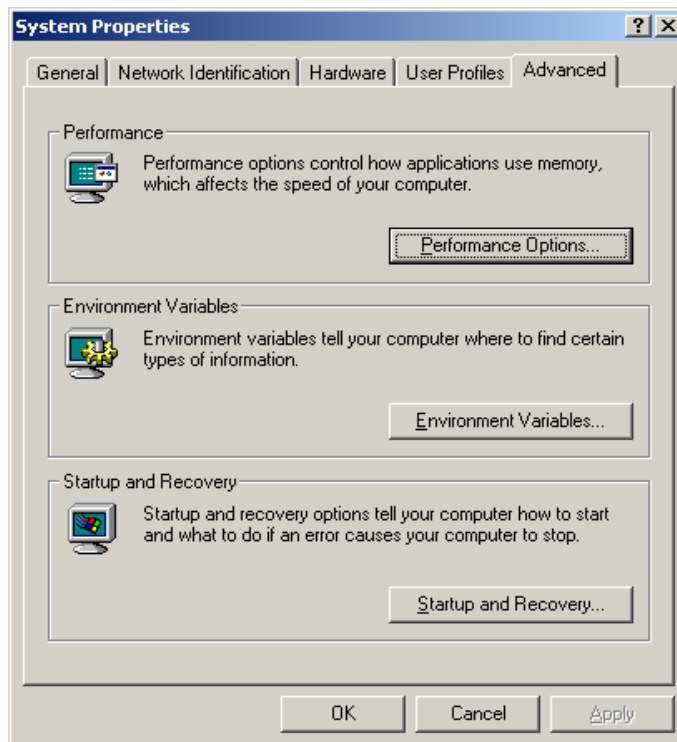 System Properties
General
Network Identification
Hardware
User Profiles
Advanced
Performance
Performance options control how applications use memory,
which affects the speed of your computer.
Performance Options...
Environment Variables
Environment variables tell your computer where to find certain
types of information.
Environment Variables...
Startup and Recovery
Startup and recovery options tell your computer how to start
and what to do if an error causes your computer to stop.
Startup and Recovery...
OK
Cancel
Apply